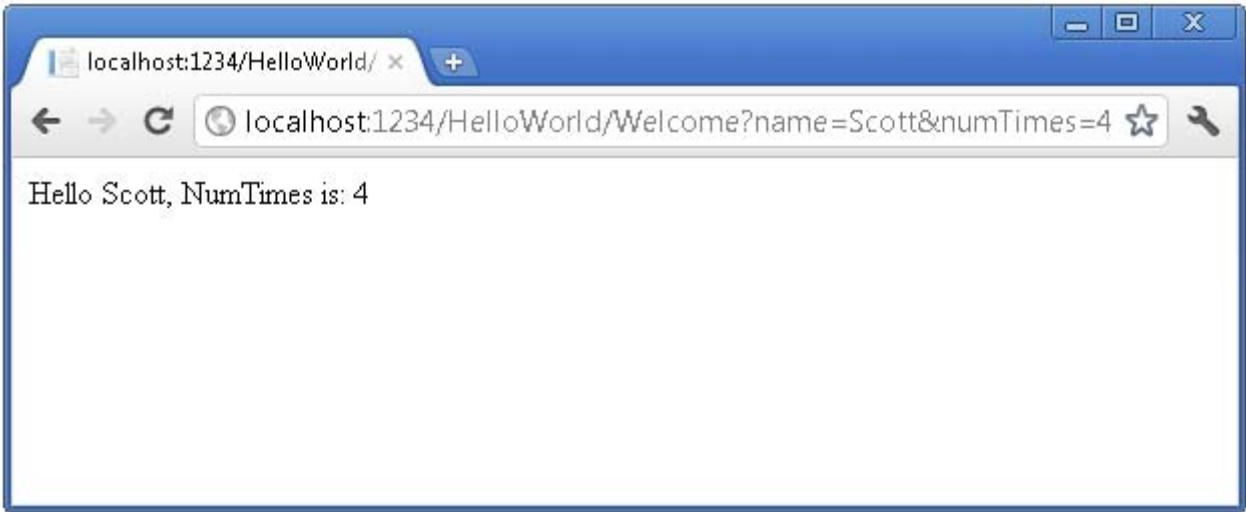 localhost:1234/HelloWorld/
localhost:1234/HelloWorld/Welcome?name=Scott&numTimes=4
Hello Scott, NumTimes is: 4